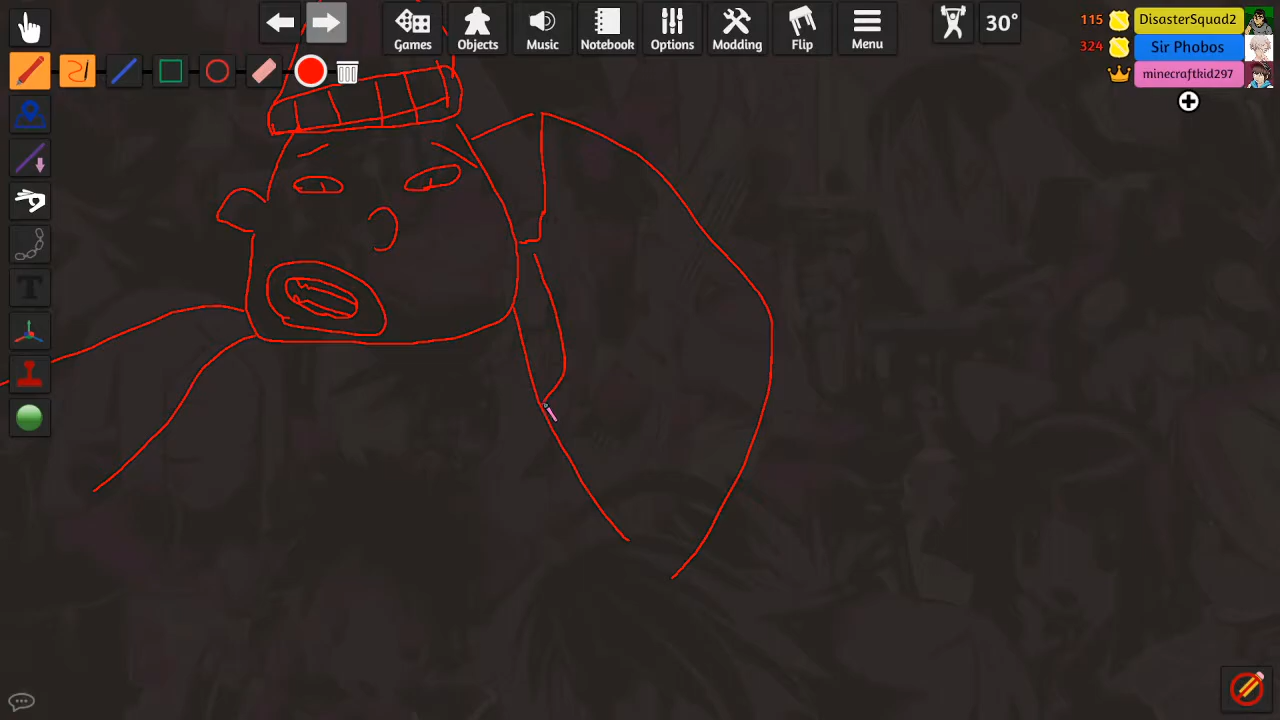 Games
Objects
Music
Notebook
Options
Modding
Flip
Menu
30°
115 DisasterSquad2
324 Sir Phobos
minecraftkid297
T